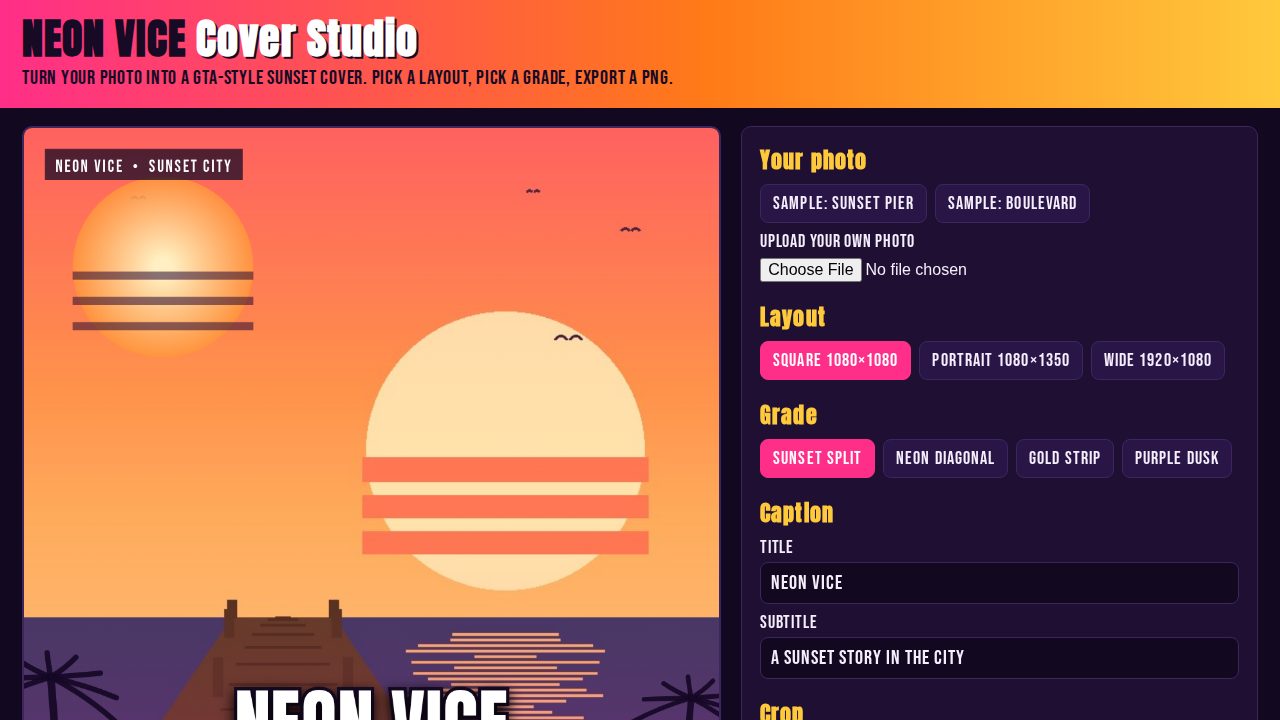 NEON VICE Cover Studio
TURN YOUR PHOTO INTO A GTA-STYLE SUNSET COVER. PICK A LAYOUT, PICK A GRADE, EXPORT A PNG.
NEON VICE • SUNSET CITY
NEON VICE
Your photo
SAMPLE: SUNSET PIER
SAMPLE: BOULEVARD
UPLOAD YOUR OWN PHOTO
Choose File No file chosen
Layout
SQUARE 1080×1080
PORTRAIT 1080×1350
WIDE 1920×1080
Grade
SUNSET SPLIT
NEON DIAGONAL
GOLD STRIP
PURPLE DUSK
Caption
TITLE
NEON VICE
SUBTITLE
A SUNSET STORY IN THE CITY
Crop